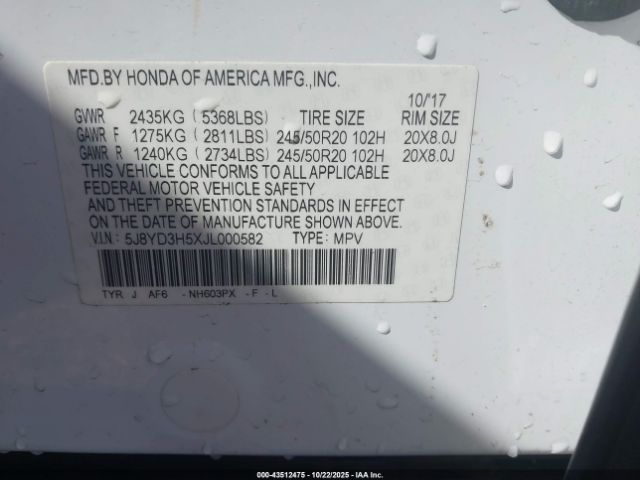 MFD.BY HONDA OF AMERICA MFG.,INC.
10/'17
GVWR 2435KG ( 5368LBS) TIRE SIZE RIM SIZE
GAWR F 1275KG ( 2811LBS) 245/50R20 102H 20X8.0J
GAWR R 1240KG ( 2734LBS) 245/50R20 102H 20X8.0J
THIS VEHICLE CONFORMS TO ALL APPLICABLE
FEDERAL MOTOR VEHICLE SAFETY
AND THEFT PREVENTION STANDARDS IN EFFECT
ON THE DATE OF MANUFACTURE SHOWN ABOVE.
V.I.N: 5J8YD3H5XJL000582 TYPE: MPV
TYR J AF6 -NH603PX -F -L
000-43512475 | 10/22/2025 | IAA Inc.